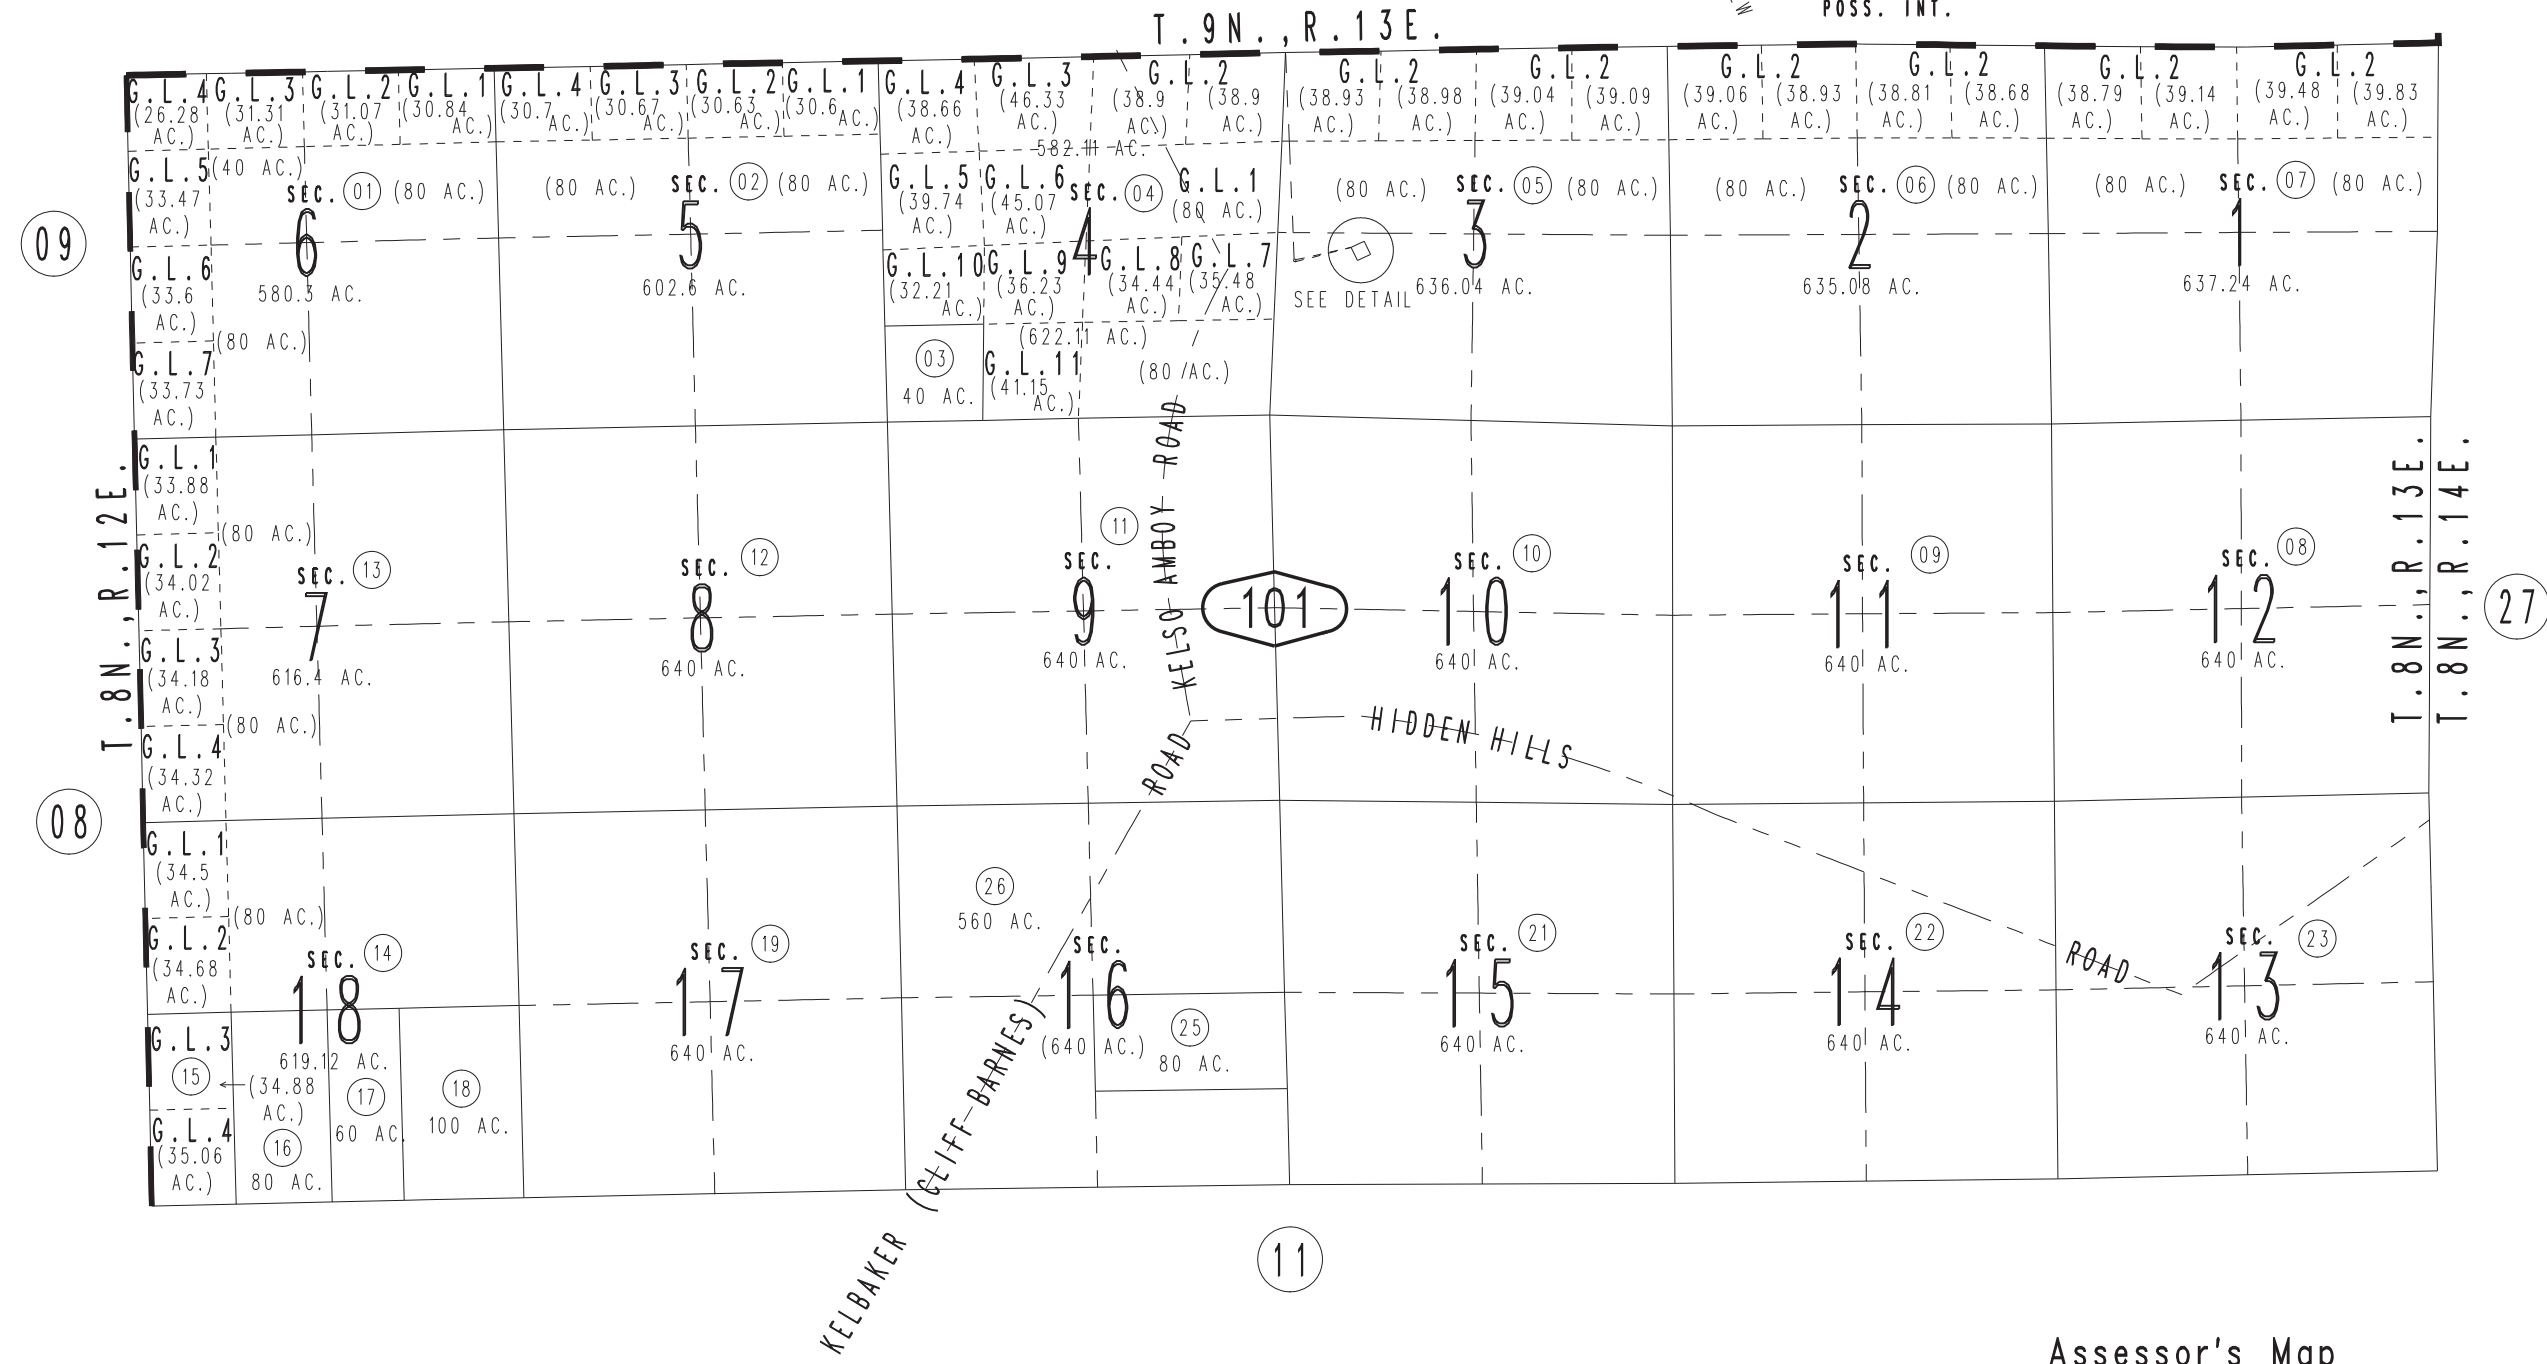 POSS. INT.
T.9N.,R.13E.
G.L.4 G.L.3 G.L.2 G.L.1 G.L.4 G.L.3 G.L.2 G.L.1 G.L.4 G.L.3 G.L.2 G.L.2 G.L.2 G.L.2 G.L.2 G.L.2 G.L.2
(26.28 AC.) (31.31 AC.) (31.07 AC.) (30.84 AC.) (30.7 AC.) (30.67 AC.) (30.63 AC.) (30.6 AC.) (38.66 AC.) (46.33 AC.) (38.9 AC.) (38.9 AC.) (38.93 AC.) (38.98 AC.) (39.04 AC.) (39.09 AC.) (39.06 AC.) (38.93 AC.) (38.81 AC.) (38.68 AC.) (38.79 AC.) (39.14 AC.) (39.48 AC.) (39.83 AC.)
582.11 AC.
G.L.5 (40 AC.) G.L.5 G.L.6 G.L.1
(33.47 AC.) SEC. 01 (80 AC.) (80 AC.) SEC. 02 (80 AC.) (39.74 AC.) (45.07 AC.) SEC. 04 (80 AC.) (80 AC.) SEC. 05 (80 AC.) (80 AC.) SEC. 06 (80 AC.) (80 AC.) SEC. 07 (80 AC.)
09 6 5 4 3 2 1
G.L.6 G.L.10 G.L.9 G.L.8 G.L.7
(33.6 AC.) 580.3 AC. 602.6 AC. (32.21 AC.) (36.23 AC.) (34.44 AC.) (35.48 AC.) SEE DETAIL 636.04 AC. 635.08 AC. 637.24 AC.
(80 AC.) (622.11 AC.)
G.L.7 03 G.L.11 (80 AC.)
(33.73 AC.) 40 AC. (41.15 AC.)
G.L.1
(33.88 AC.)
(80 AC.)
G.L.2
(34.02 AC.)
SEC. 13 SEC. 12 SEC. 11 SEC. 10 SEC. 09 SEC. 08
7 8 9 101 10 11 12 27
G.L.3
(34.18 AC.)
616.4 AC. 640 AC. 640 AC. 640 AC. 640 AC. 640 AC.
(80 AC.)
G.L.4
(34.32 AC.)
T.8N.,R.12E.
T.8N.,R.13E.
T.8N.,R.14E.
KELSO AMBOY ROAD
HIDDEN HILLS
ROAD
08
G.L.1
(34.5 AC.)
26
560 AC.
(80 AC.)
G.L.2
(34.68 AC.)
SEC. 14 SEC. 19 SEC. SEC. 21 SEC. 22 ROAD SEC. 23
18 17 16 15 14 13
G.L.3 25
619.12 AC. 640 AC. (640 AC.) 80 AC. 640 AC. 640 AC. 640 AC.
15 (34.88 AC.) 17 18
60 AC. 100 AC.
G.L.4 16
(35.06 AC.) 80 AC.
KELBAKER (CLIFF BARNES)
11
Assessor's Map